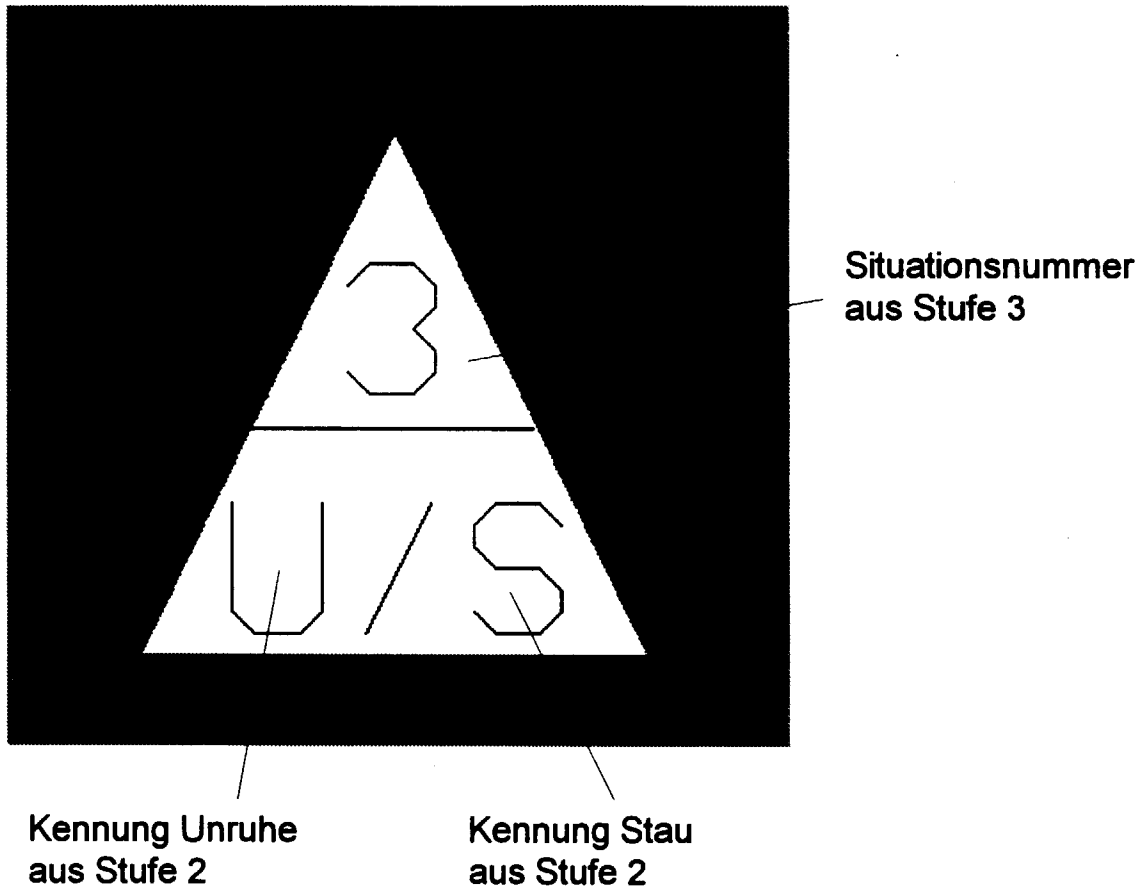 3
Situationsnummer
aus Stufe 3
U/S
Kennung Unruhe
aus Stufe 2
Kennung Stau
aus Stufe 2